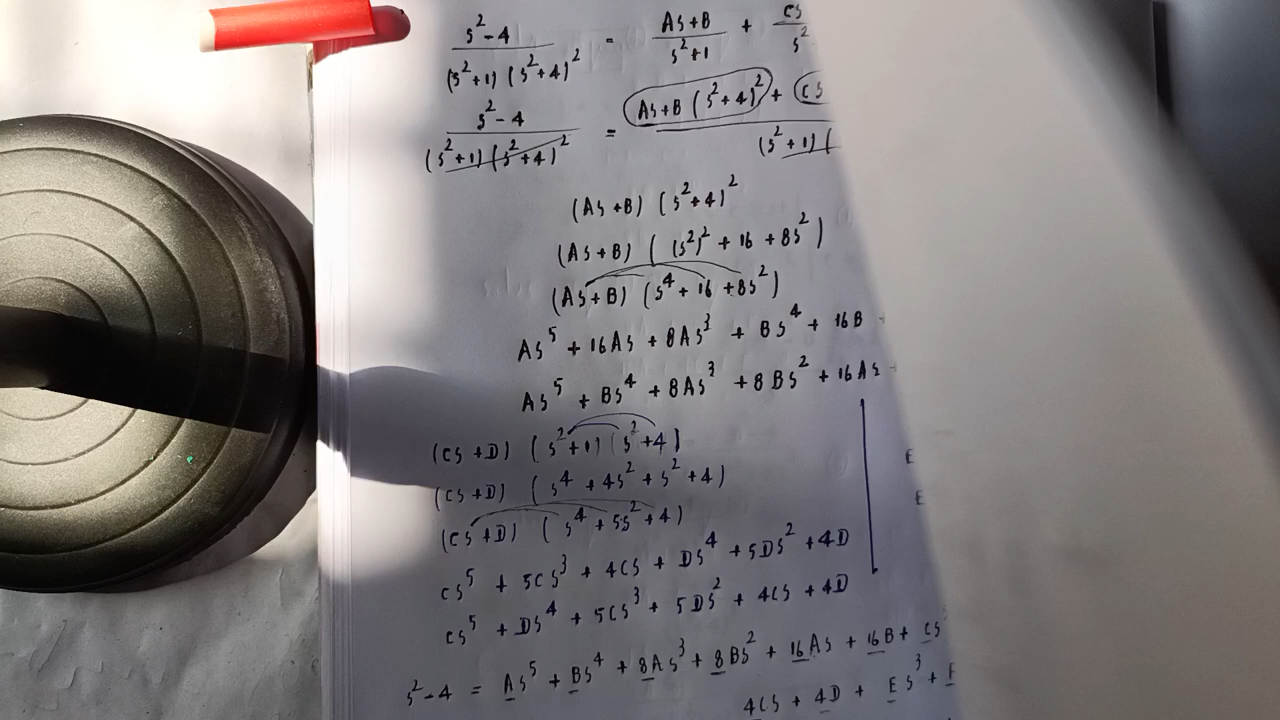 s²-4 / (s²+1) (s²+4)² = As+B / s²+1 + Cs / s²
s²-4 / (s²+1)(s²+4)² = As+B (s²+4)² + (Cs / (s²+1)(
(As+B) (s²+4)²
(As+B) ( (s²)² + 16 + 8s² )
(As+B) (s⁴ + 16 + 8s²)
As⁵ + 16As + 8As³ + Bs⁴ + 16B
As⁵ + Bs⁴ + 8As³ + 8Bs² + 16As
(Cs+D) (s²+1) (s²+4)
E
(Cs+D) (s⁴ + 4s² + s² + 4)
E
(Cs+D) (s⁴ + 5s² + 4)
Cs⁵ + 5Cs³ + 4Cs + Ds⁴ + 5Ds² + 4D
Cs⁵ + Ds⁴ + 5Cs³ + 5Ds² + 4Cs + 4D
s²-4 = As⁵ + Bs⁴ + 8As³ + 8Bs² + 16As + 16B + Cs
4Cs + 4D + Es³ +